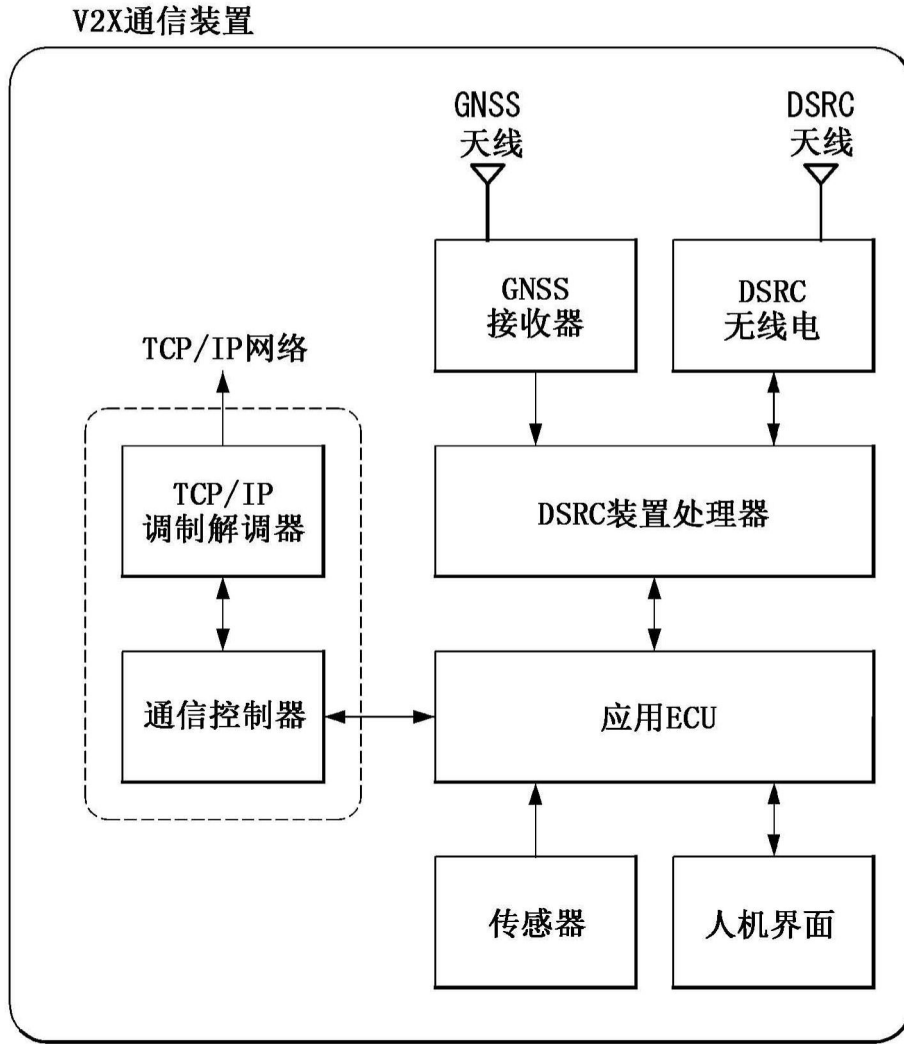 V2X通信装置
GNSS
天线
DSRC
天线
GNSS
接收器
DSRC
无线电
TCP/IP网络
TCP/IP
调制解调器
DSRC装置处理器
通信控制器
应用ECU
传感器
人机界面